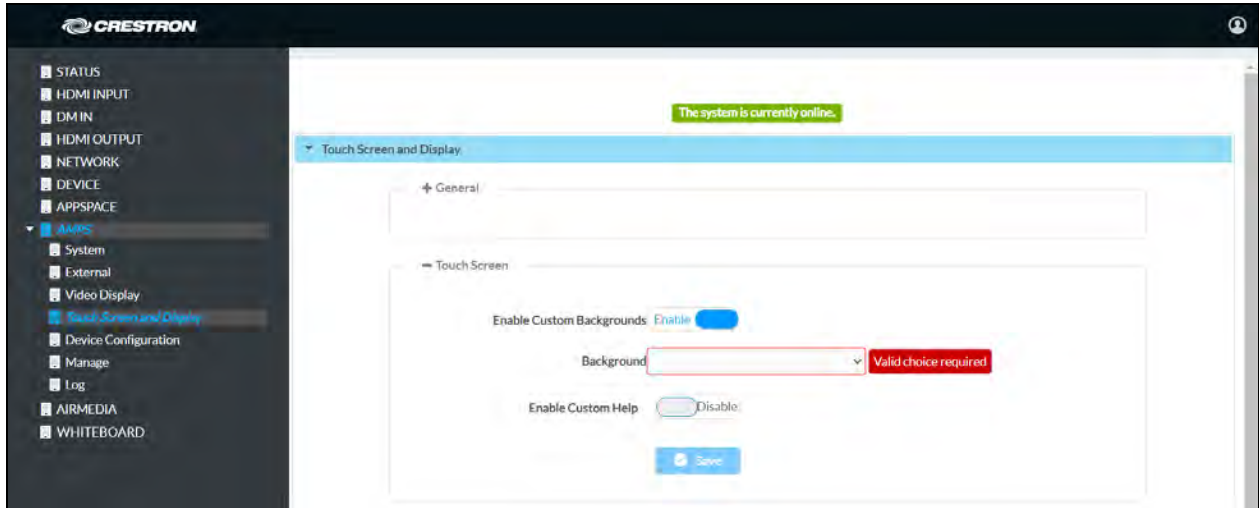 CRESTRON
STATUS
HDMI INPUT
DM IN
HDMI OUTPUT
NETWORK
DEVICE
APPSPACE
AMPS
System
External
Video Display
Touch Screen and Display
Device Configuration
Manage
Log
AIRMEDIA
WHITEBOARD
The system is currently online.
Touch Screen and Display
General
Touch Screen
Enable Custom Backgrounds Enable
Background Valid choice required
Enable Custom Help Disable
Save